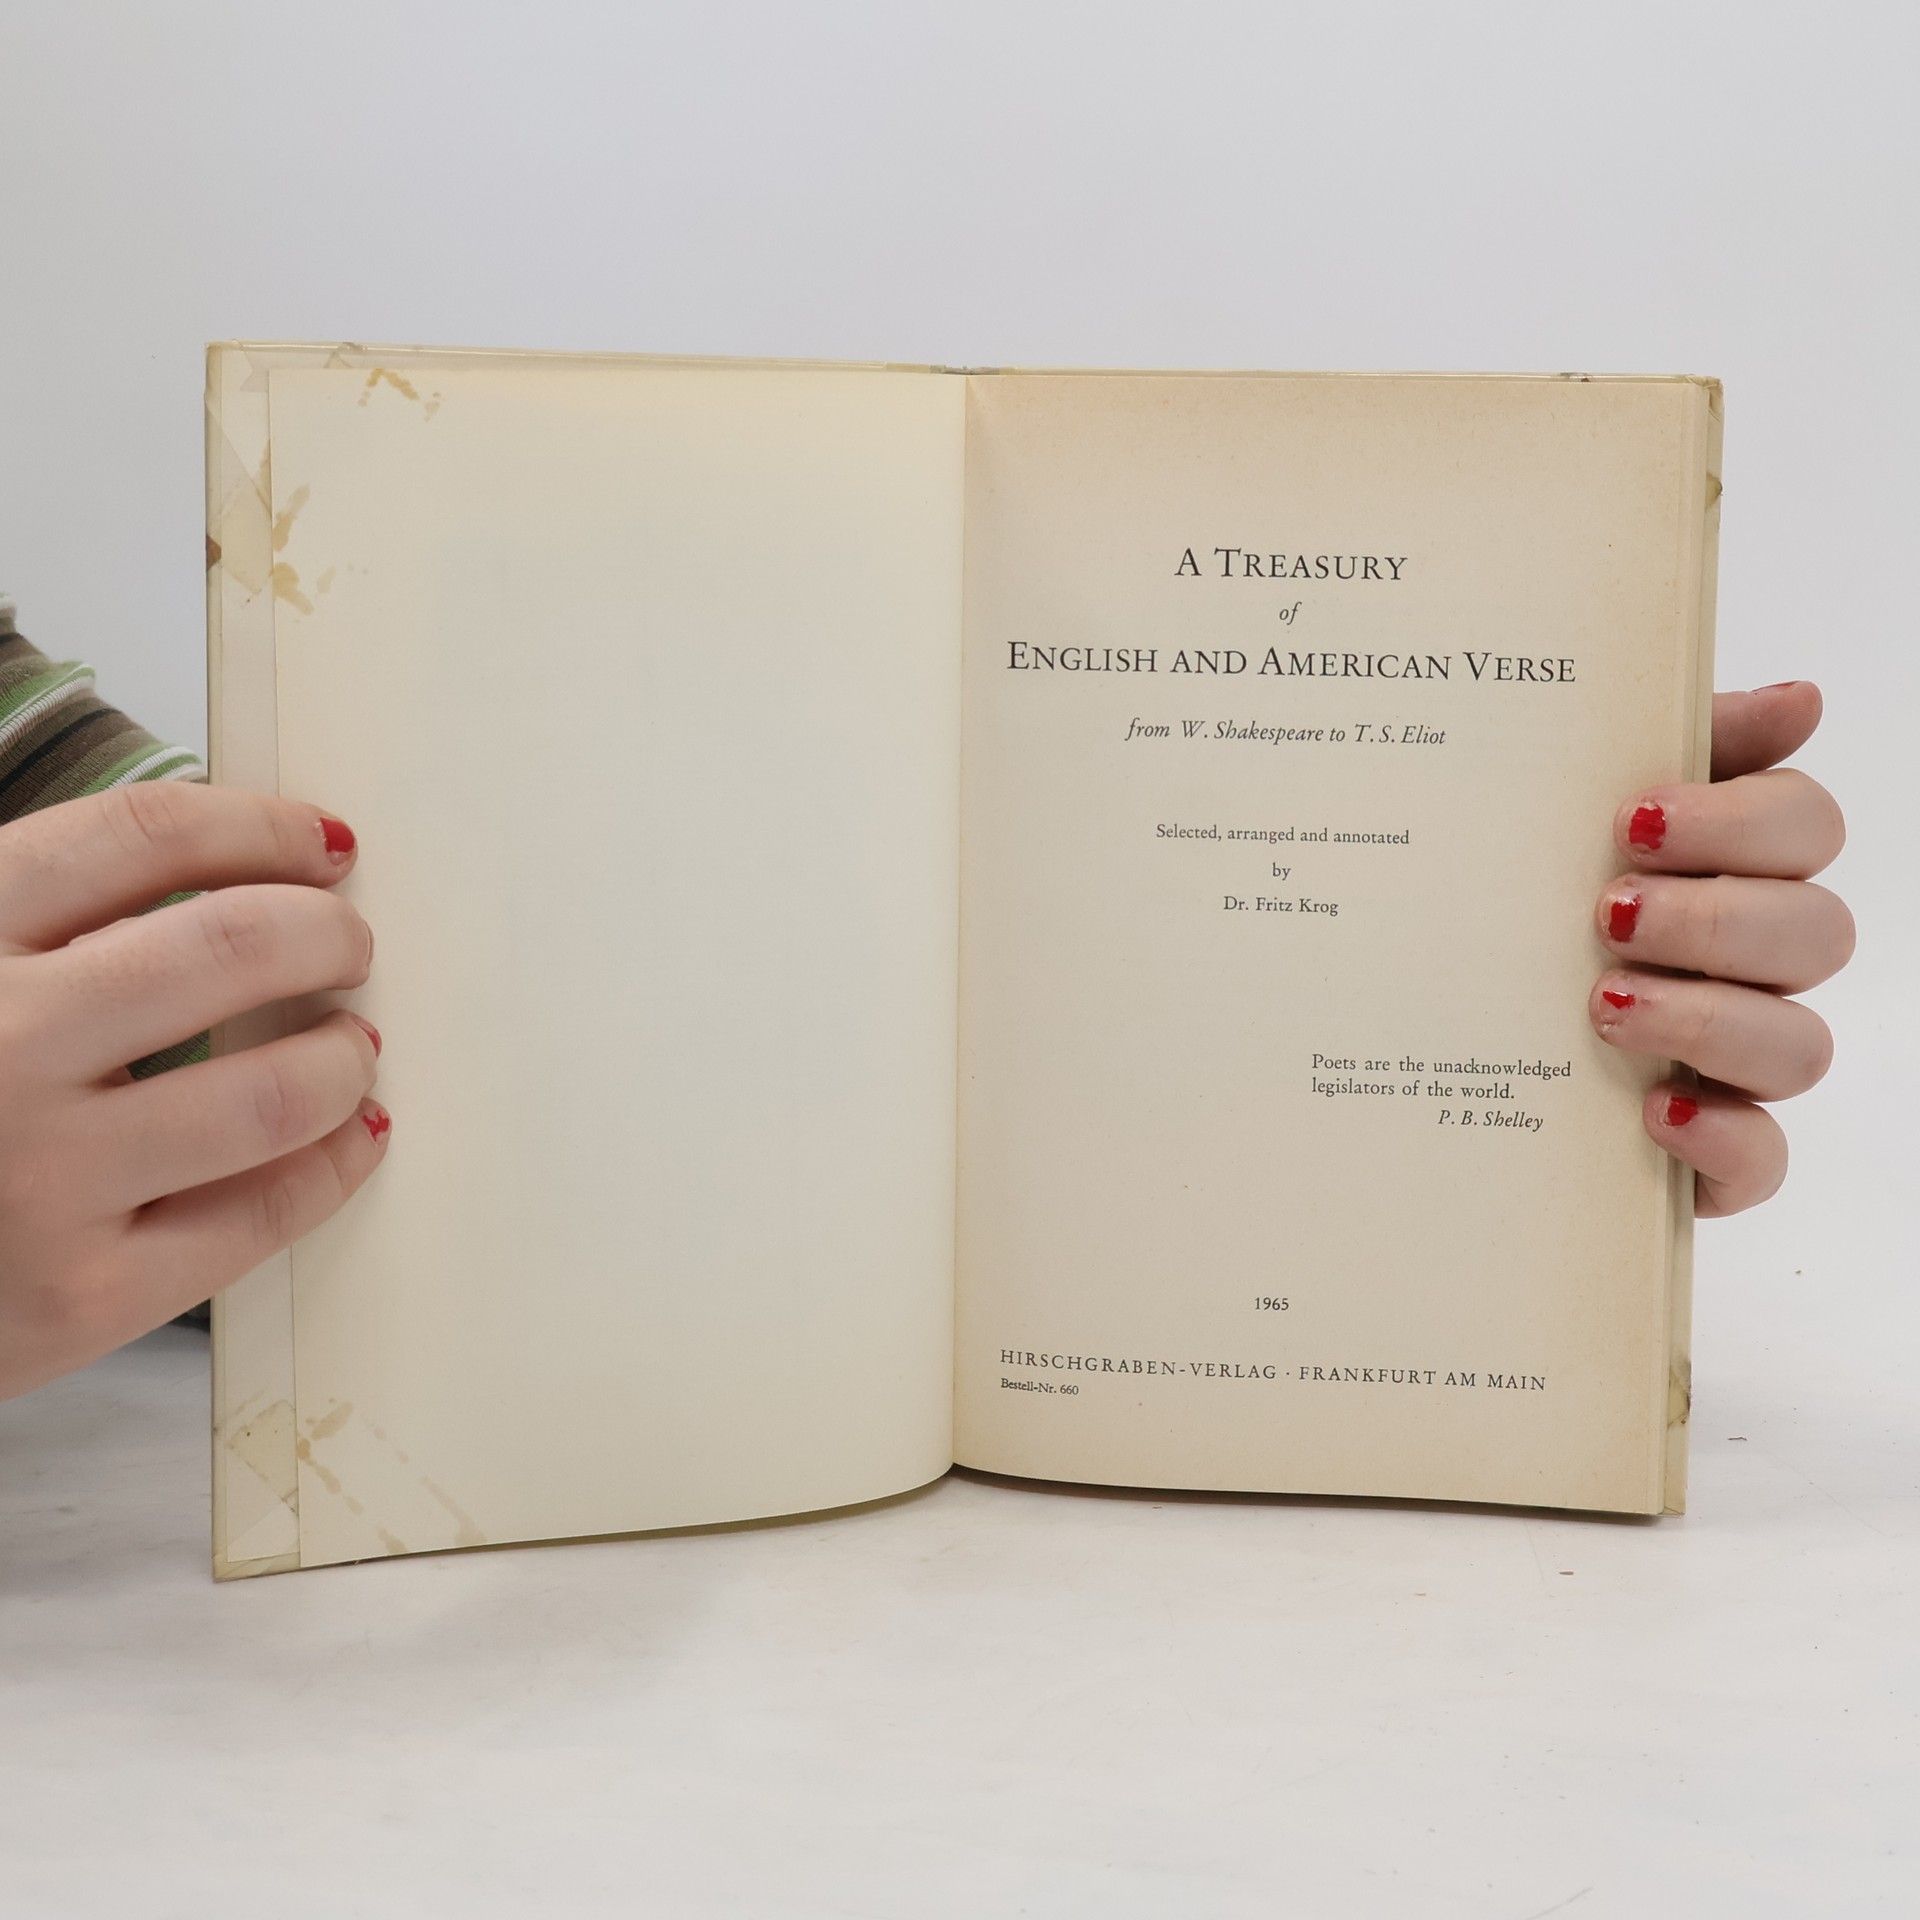 A TREASURY
of
ENGLISH AND AMERICAN VERSE
from W. Shakespeare to T. S. Eliot
Selected, arranged and annotated
by
Dr. Fritz Krog
Poets are the unacknowledged
legislators of the world.
P. B. Shelley
1965
HIRSCHGRABEN-VERLAG · FRANKFURT AM MAIN
Bestell-Nr. 660